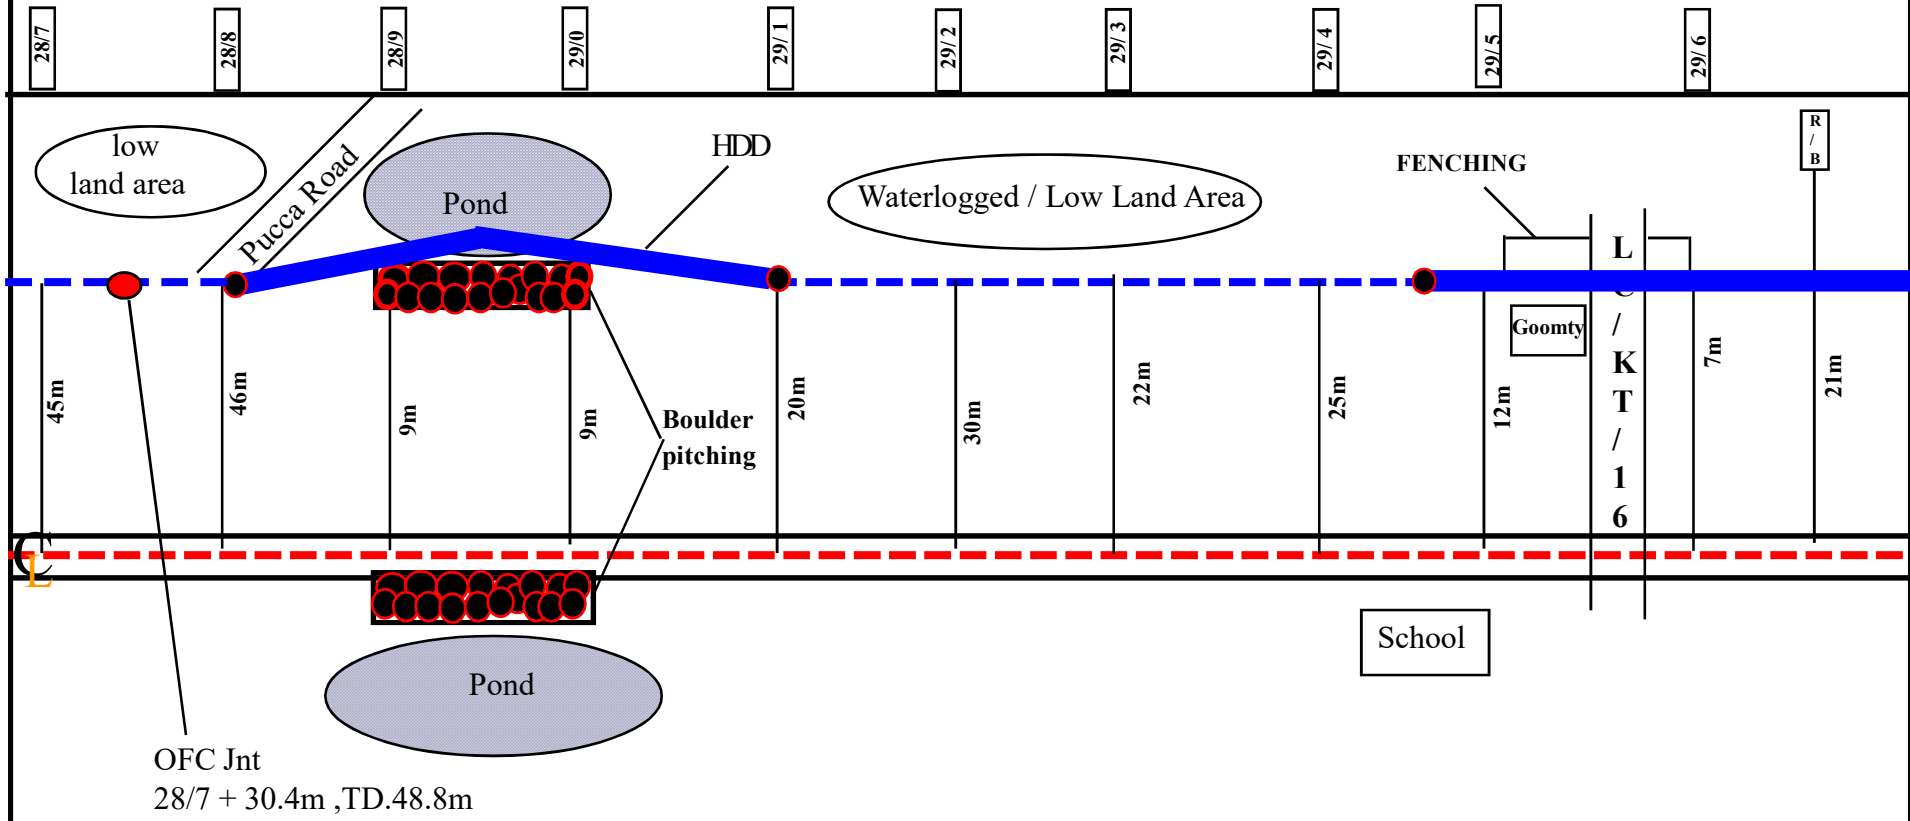 28/7
28/8
28/9
29/0
29/ 1
29/ 2
29/ 3
29/ 4
29/ 5
29/ 6
R
/
B
low
land area
Pucca Road
Pond
HDD
Waterlogged / Low Land Area
FENCHING
L
C
/
K
T
/
1
6
Goomty
45m
46m
9m
9m
20m
30m
22m
25m
12m
7m
21m
Boulder
pitching
C
L
School
Pond
OFC Jnt
28/7 + 30.4m ,TD.48.8m